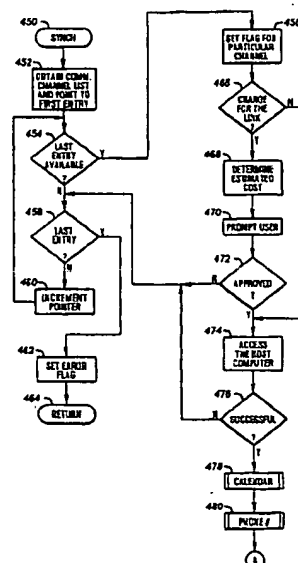 450
SYNCH
452
OBTAIN COMM.
CHANNEL LIST
AND POINT TO
FIRST ENTRY
454
LAST
ENTRY
AVAILABLE
?
Y
N
458
LAST
ENTRY
?
Y
N
460
INCREMENT
POINTER
462
SET ERROR
FLAG
464
RETURN
SET FLAG FOR
PARTICULAR
CHANNEL
466
FOR THE
LINK
?
N
Y
468
DETERMINE
ESTIMATED
COST
470
PROMPT USER
472
APPROVED
?
N
Y
474
ACCESS
THE HOST
COMPUTER
476
SUCCESSFUL
?
N
Y
478
CALENDAR
480
PHONE #
A